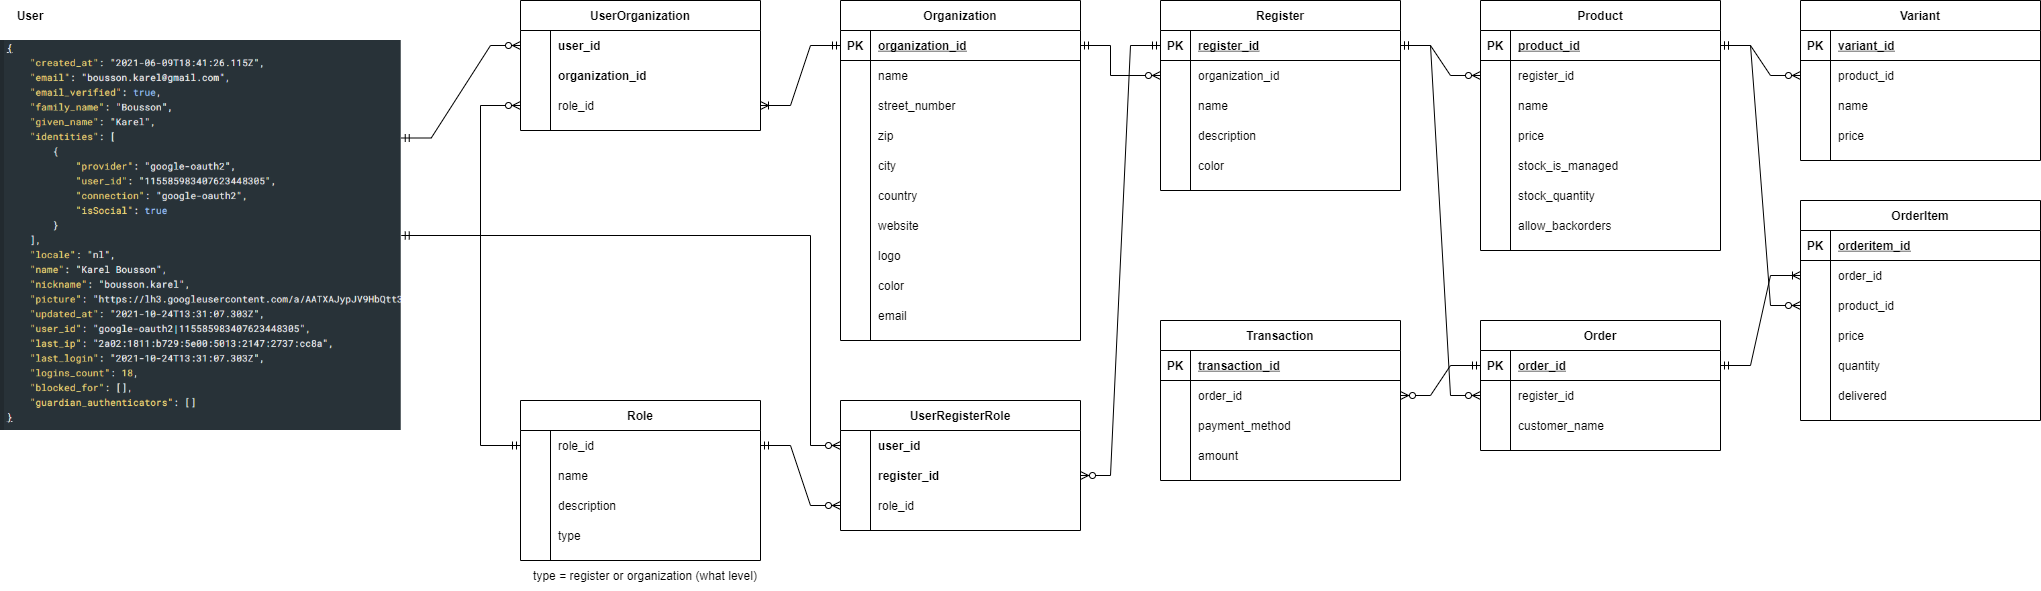 User
{
"created_at": "2021-06-09T18:41:26.115Z",
"email": "bousson.karel@gmail.com",
"email_verified": true,
"family_name": "Bousson",
"given_name": "Karel",
"identities": [
{
"provider": "google-oauth2",
"user_id": "115585983407623448305",
"connection": "google-oauth2",
"isSocial": true
}
],
"locale": "nl",
"name": "Karel Bousson",
"nickname": "bousson.karel",
"picture": "https://lh3.googleusercontent.com/a/AATXAJypJV9HbQtt3
"updated_at": "2021-10-24T13:31:07.303Z",
"user_id": "google-oauth2|115585983407623448305",
"last_ip": "2a02:1811:b729:5e00:5013:2147:2737:cc8a",
"last_login": "2021-10-24T13:31:07.303Z",
"logins_count": 18,
"blocked_for": [],
"guardian_authenticators": []
}
UserOrganization
user_id
organization_id
role_id
Organization
PK organization_id
name
street_number
zip
city
country
website
logo
color
email
Register
PK register_id
organization_id
name
description
color
Product
PK product_id
register_id
name
price
stock_is_managed
stock_quantity
allow_backorders
Variant
PK variant_id
product_id
name
price
OrderItem
PK orderitem_id
order_id
product_id
price
quantity
delivered
Transaction
PK transaction_id
order_id
payment_method
amount
Order
PK order_id
register_id
customer_name
Role
role_id
name
description
type
type = register or organization (what level)
UserRegisterRole
user_id
register_id
role_id